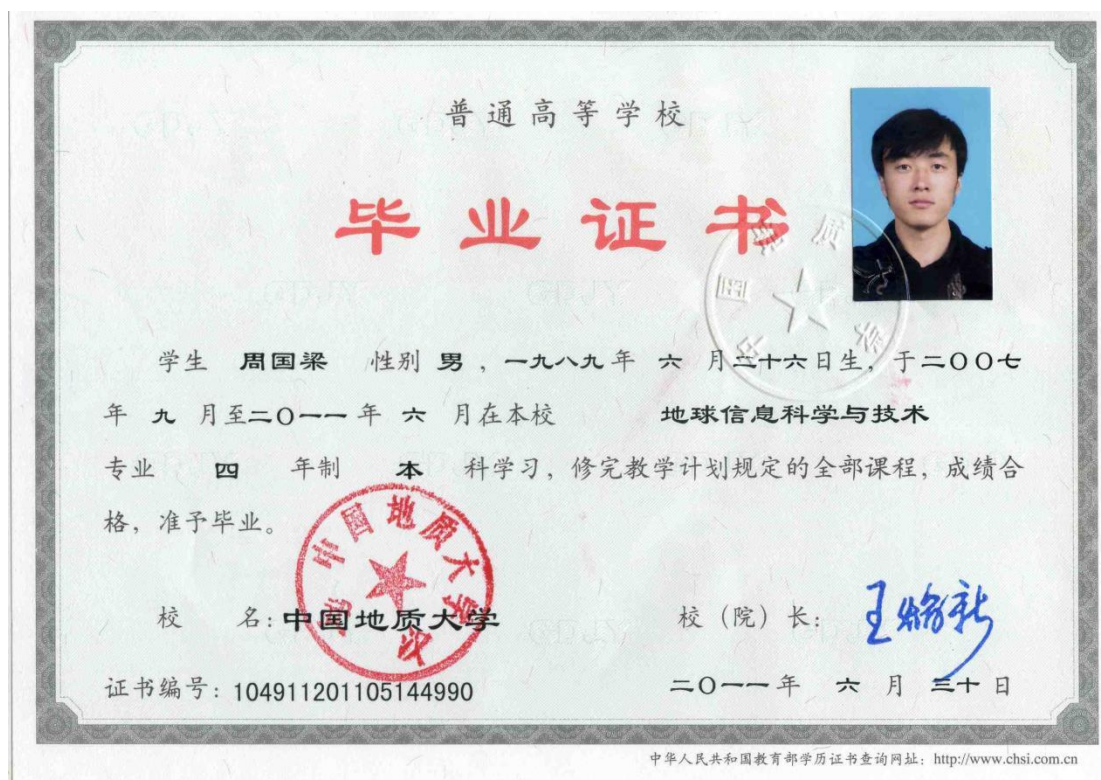 普通高等学校
毕业证书
学生 周国梁 性别 男 ，一九八九年 六 月二十六日生，于二〇〇七
年 九 月至二〇一一年 六 月在本校 地球信息科学与技术
专业 四 年制 本 科学习，修完教学计划规定的全部课程，成绩合
格，准予毕业。
校 名：中国地质大学
校（院）长：
证书编号：104911201105144990
二〇一一年 六 月 三十 日
中华人民共和国教育部学历证书查询网址：http://www.chsi.com.cn